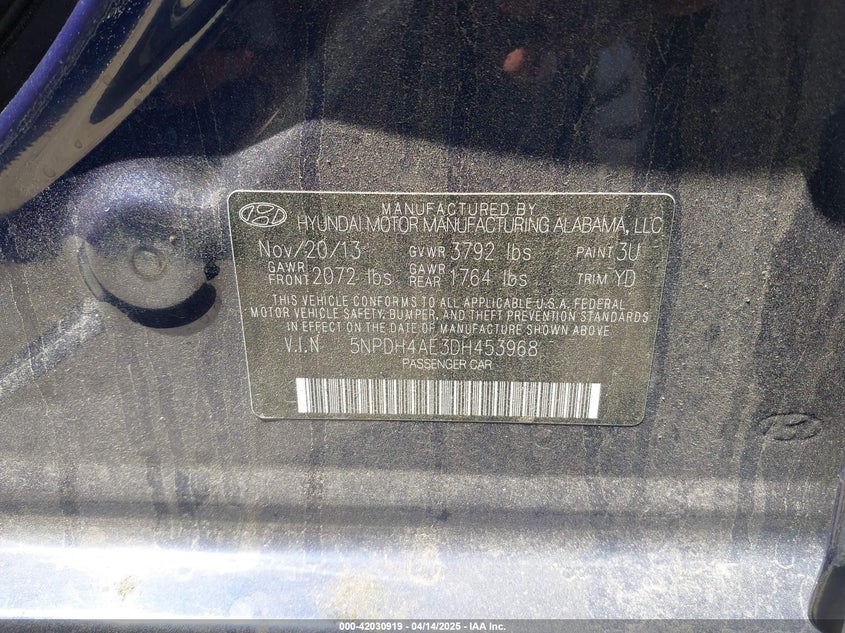 MANUFACTURED BY
HYUNDAI MOTOR MANUFACTURING ALABAMA, LLC
Nov/20/13 GVWR 3792 lbs PAINT 3U
GAWR FRONT 2072 lbs GAWR REAR 1764 lbs TRIM YD
THIS VEHICLE CONFORMS TO ALL APPLICABLE U.S.A. FEDERAL
MOTOR VEHICLE SAFETY, BUMPER, AND THEFT PREVENTION STANDARDS
IN EFFECT ON THE DATE OF MANUFACTURE SHOWN ABOVE
V.I.N 5NPDH4AE3DH453968
PASSENGER CAR
000-42030919 - 04/14/2025 - IAA Inc.